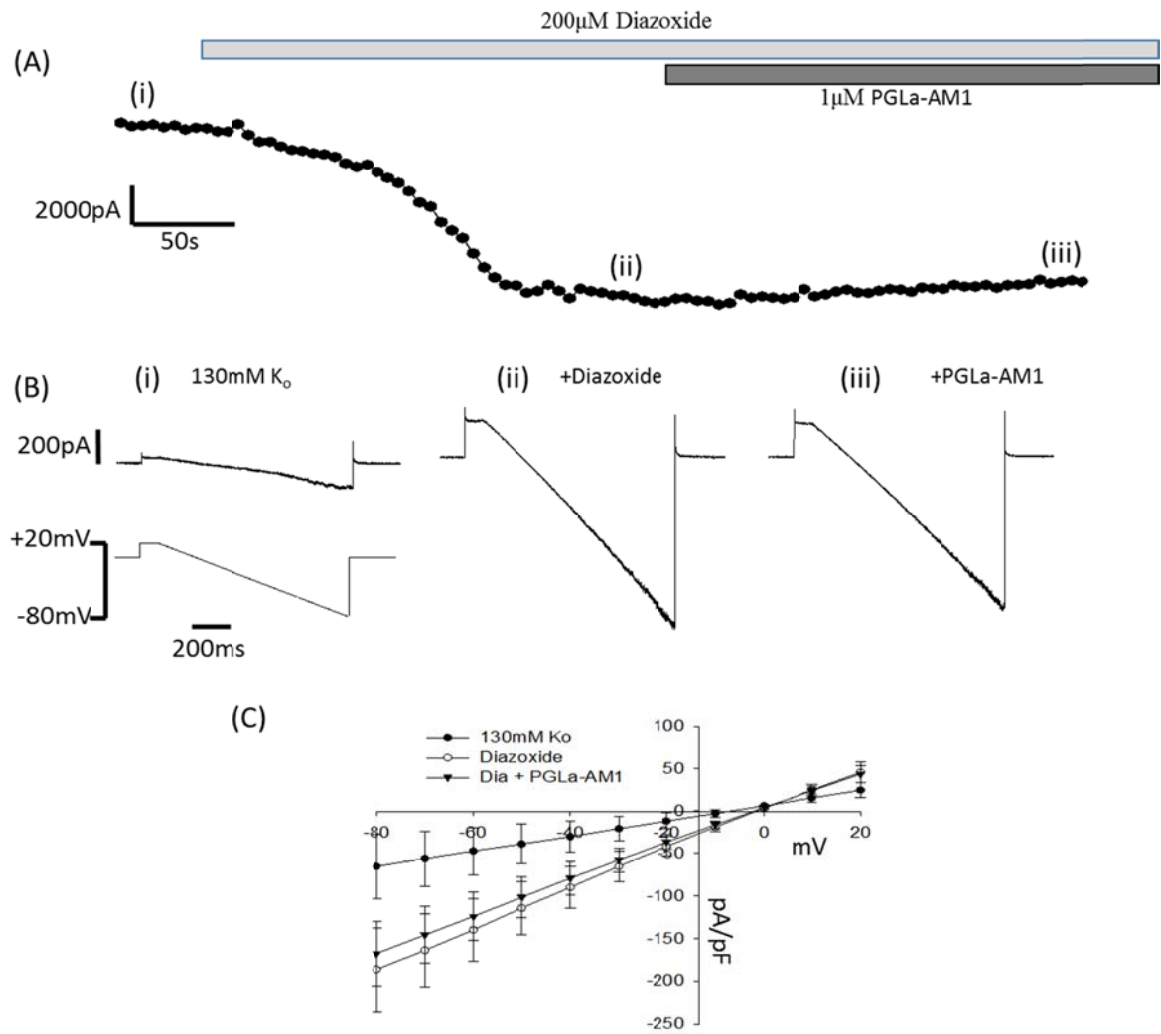 200μM Diazoxide
(A)
1μM PGLa-AM1
(i)
2000pA
50s
(ii)
(iii)
(B)
(i) 130mM Ko
(ii) +Diazoxide
(iii) +PGLa-AM1
200pA
+20mV
-80mV
200ms
(C)
130mM Ko
Diazoxide
Dia + PGLa-AM1
100
50
0
-50
-100
-150
-200
-250
-80 -60 -40 -20 0 20
mV
pA/pF